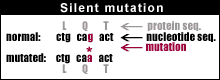 Silent mutation
L Q T protein seq.
normal: ctg cag act nucleotide seq.
* mutation
mutated: ctg caa act
L Q T